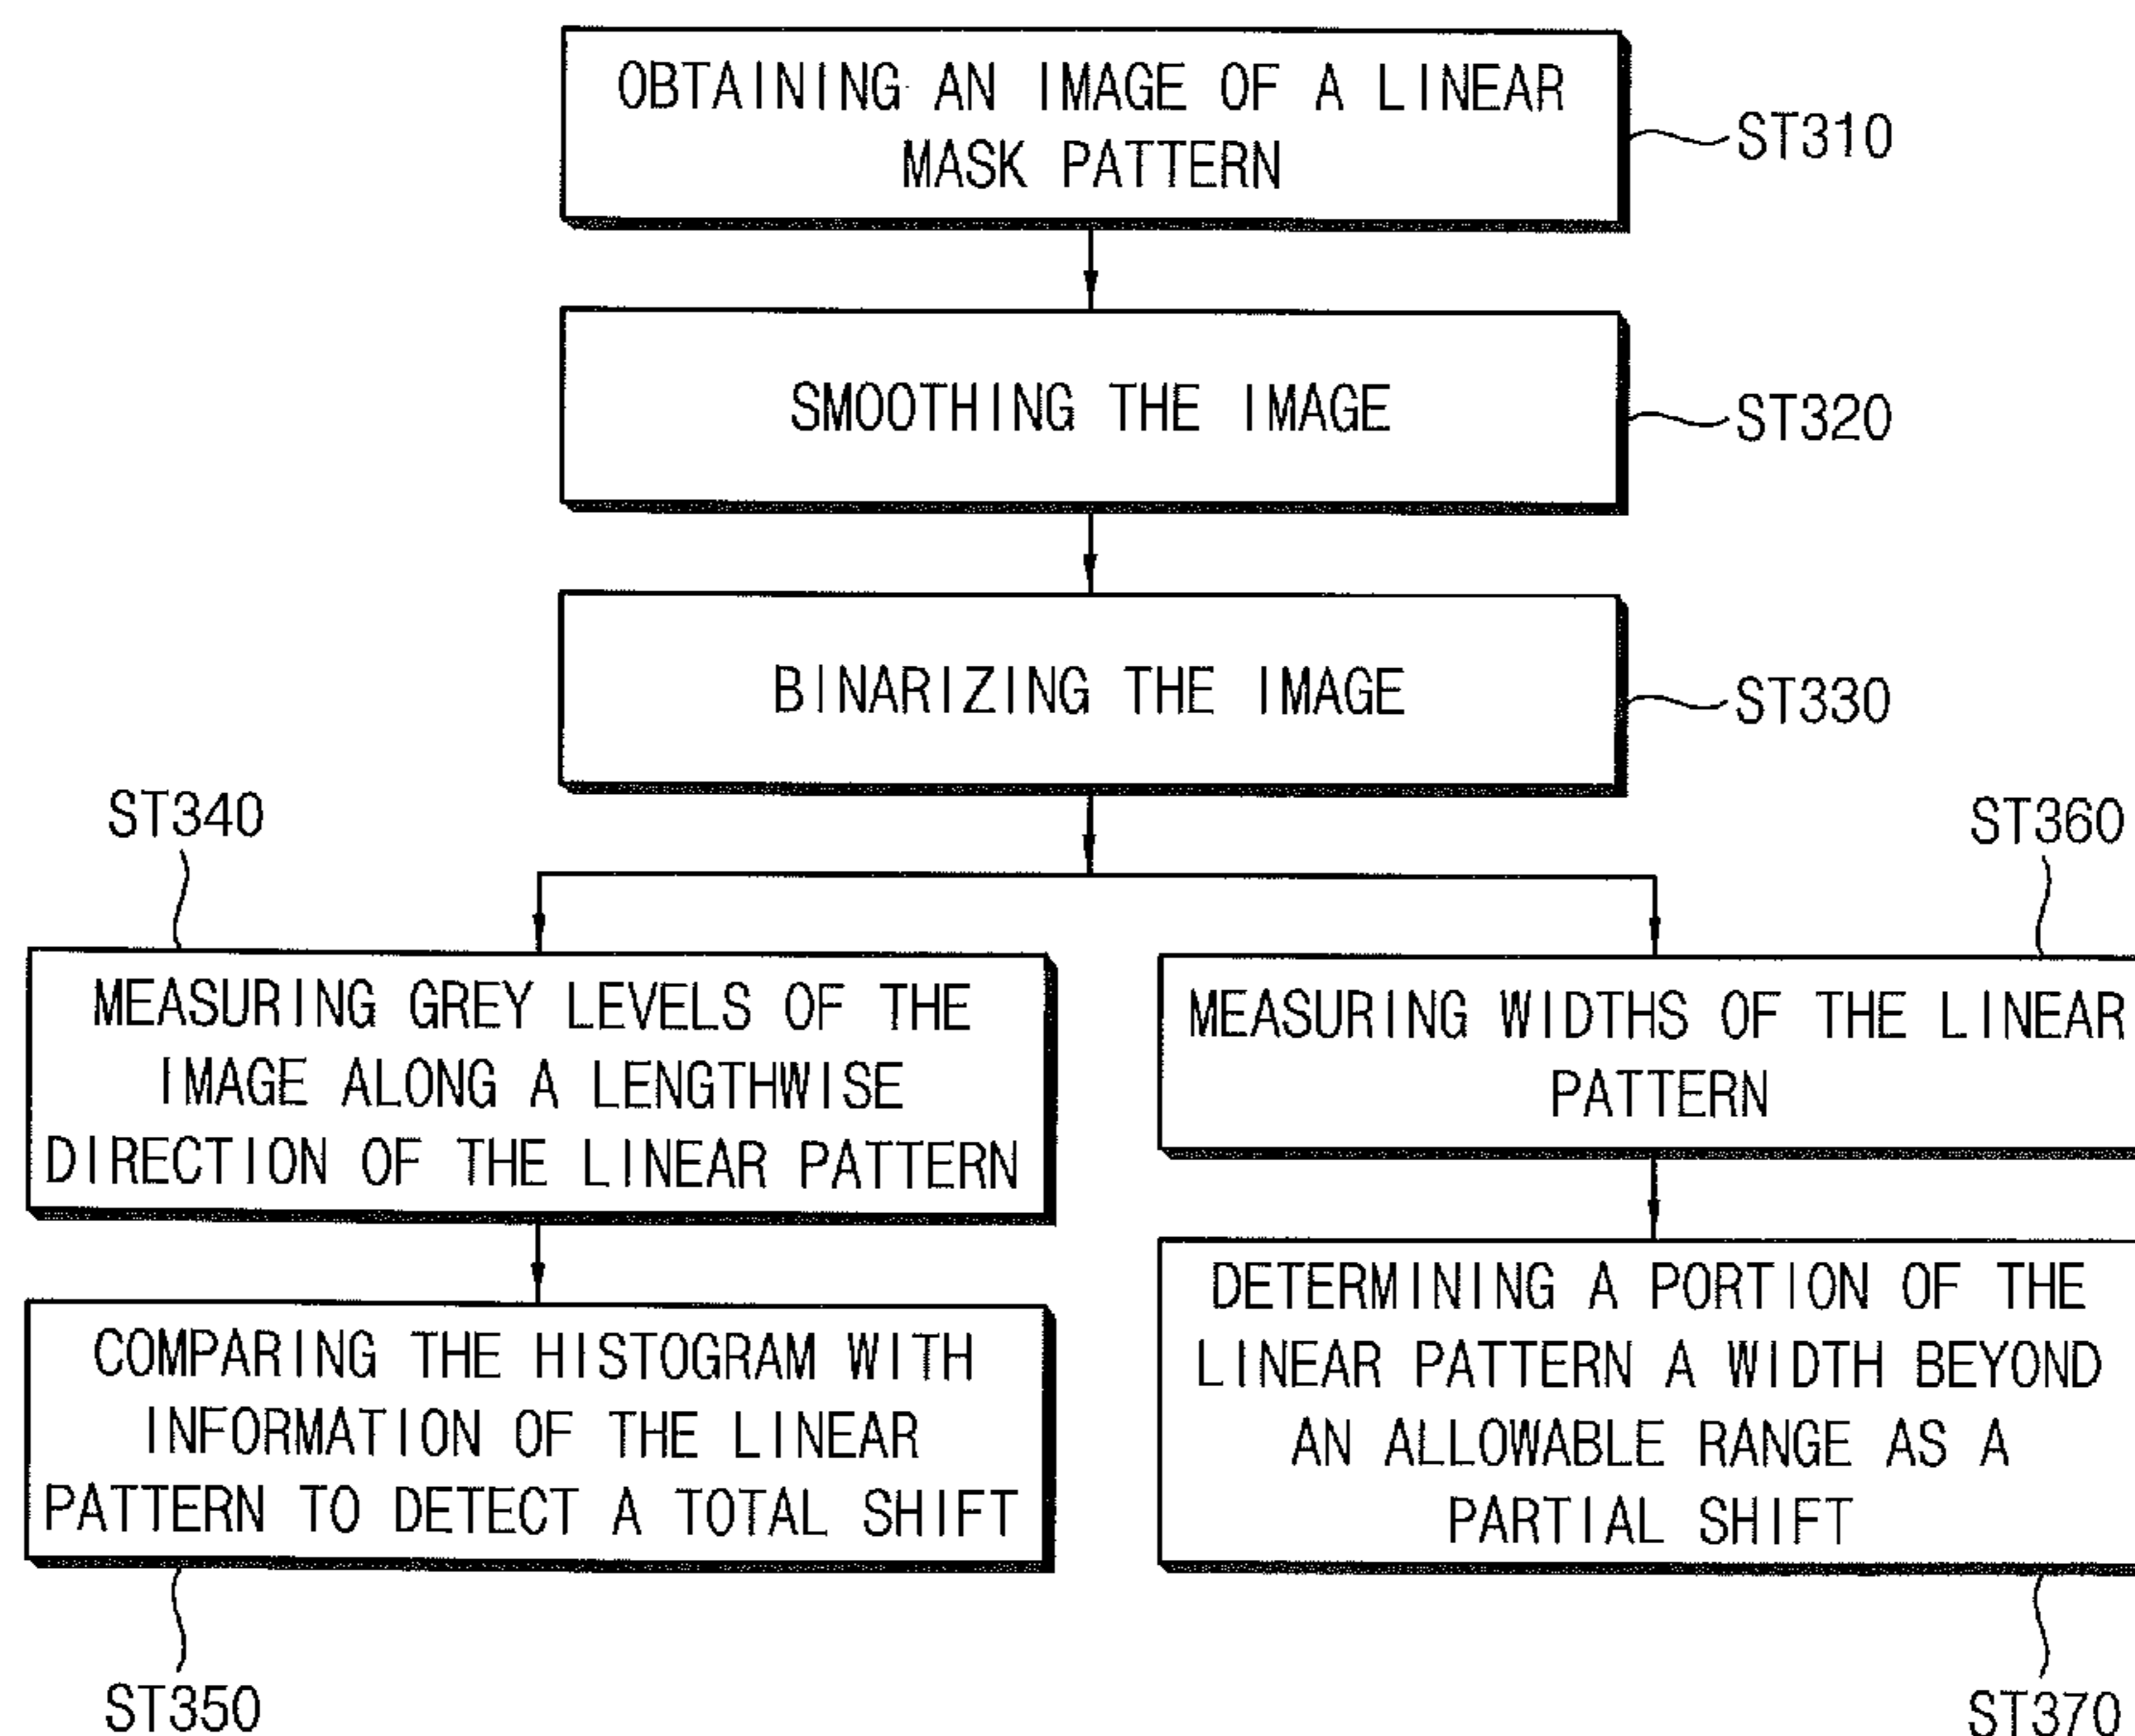 OBTAINING AN IMAGE OF A LINEAR
MASK PATTERN
ST310
SMOOTHING THE IMAGE
ST320
BINARIZING THE IMAGE
ST330
ST340
MEASURING GREY LEVELS OF THE
IMAGE ALONG A LENGTHWISE
DIRECTION OF THE LINEAR PATTERN
COMPARING THE HISTOGRAM WITH
INFORMATION OF THE LINEAR
PATTERN TO DETECT A TOTAL SHIFT
ST350
ST360
MEASURING WIDTHS OF THE LINEAR
PATTERN
DETERMINING A PORTION OF THE
LINEAR PATTERN A WIDTH BEYOND
AN ALLOWABLE RANGE AS A
PARTIAL SHIFT
ST370